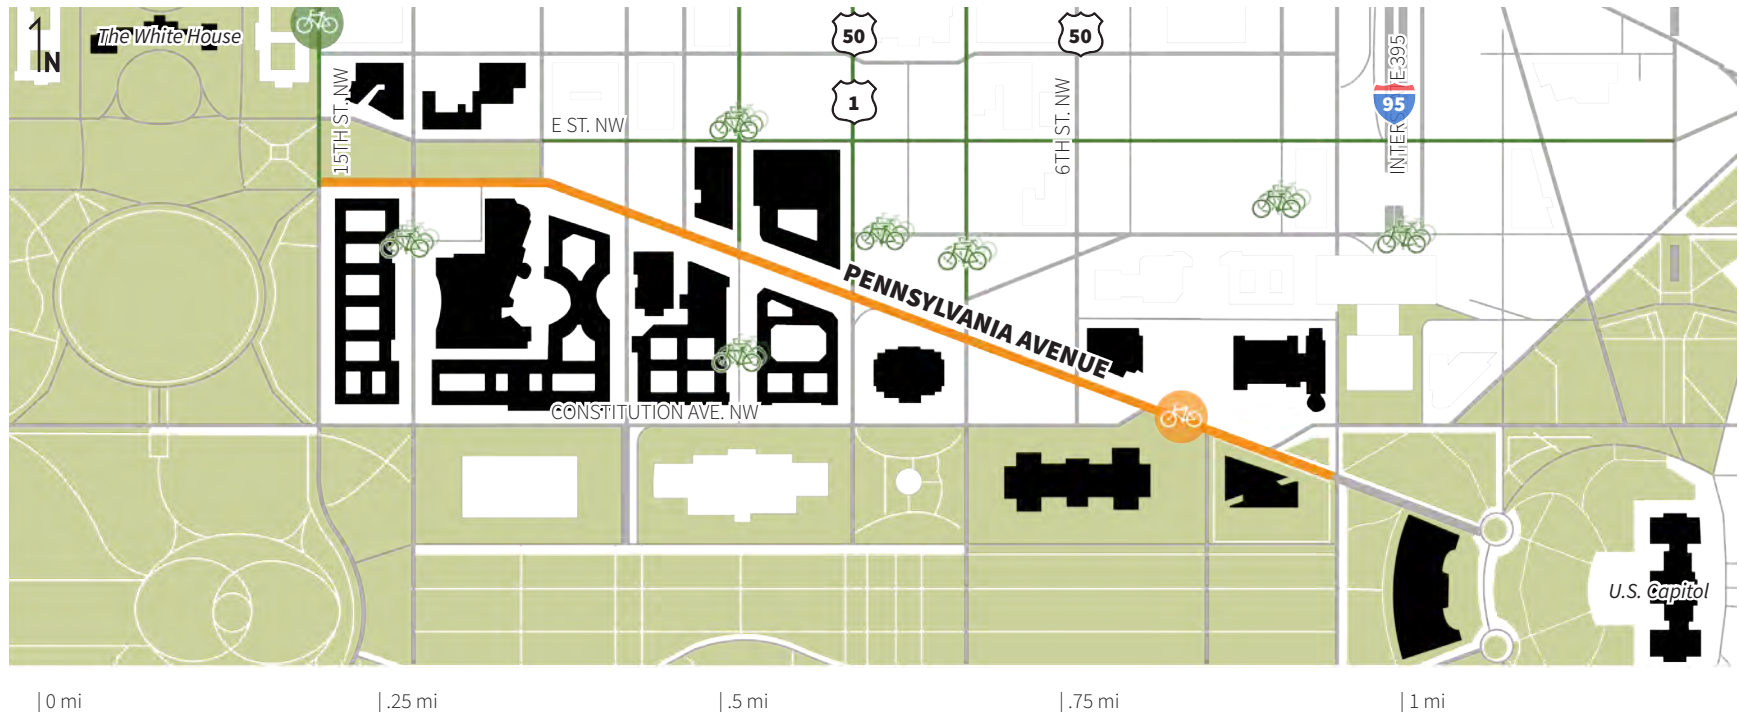 The White House
N
15TH ST. NW
E ST. NW
50
1
50
6TH ST. NW
INTERSTATE 395
95
PENNSYLVANIA AVENUE
CONSTITUTION AVE. NW
U.S. Capitol
0 mi
.25 mi
.5 mi
.75 mi
1 mi